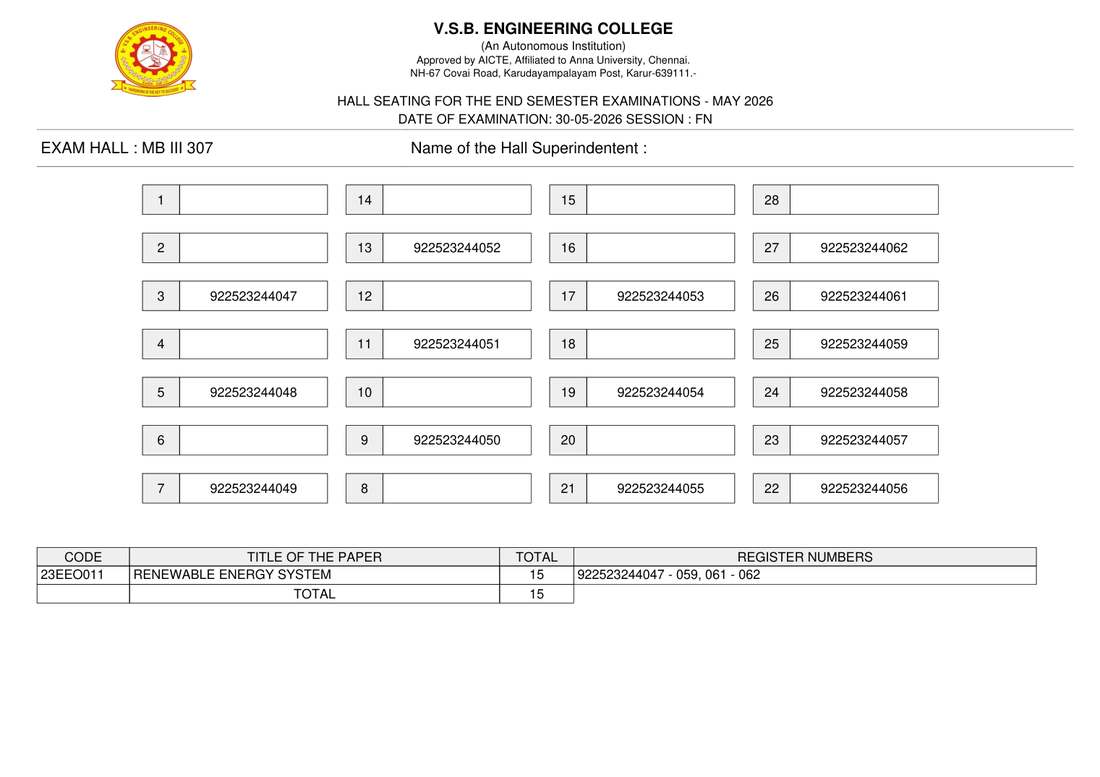 V.S.B. ENGINEERING COLLEGE
(An Autonomous Institution)
Approved by AICTE, Affiliated to Anna University, Chennai.
NH-67 Covai Road, Karudayampalayam Post, Karur-639111.-
HALL SEATING FOR THE END SEMESTER EXAMINATIONS - MAY 2026
DATE OF EXAMINATION: 30-05-2026 SESSION : FN
EXAM HALL : MB III 307 Name of the Hall Superindentent :
1 14 15 28
2 13 922523244052 16 27 922523244062
3 922523244047 12 17 922523244053 26 922523244061
4 11 922523244051 18 25 922523244059
5 922523244048 10 19 922523244054 24 922523244058
6 9 922523244050 20 23 922523244057
7 922523244049 8 21 922523244055 22 922523244056
CODE TITLE OF THE PAPER TOTAL REGISTER NUMBERS
23EEO011 RENEWABLE ENERGY SYSTEM 15 922523244047 - 059, 061 - 062
TOTAL 15